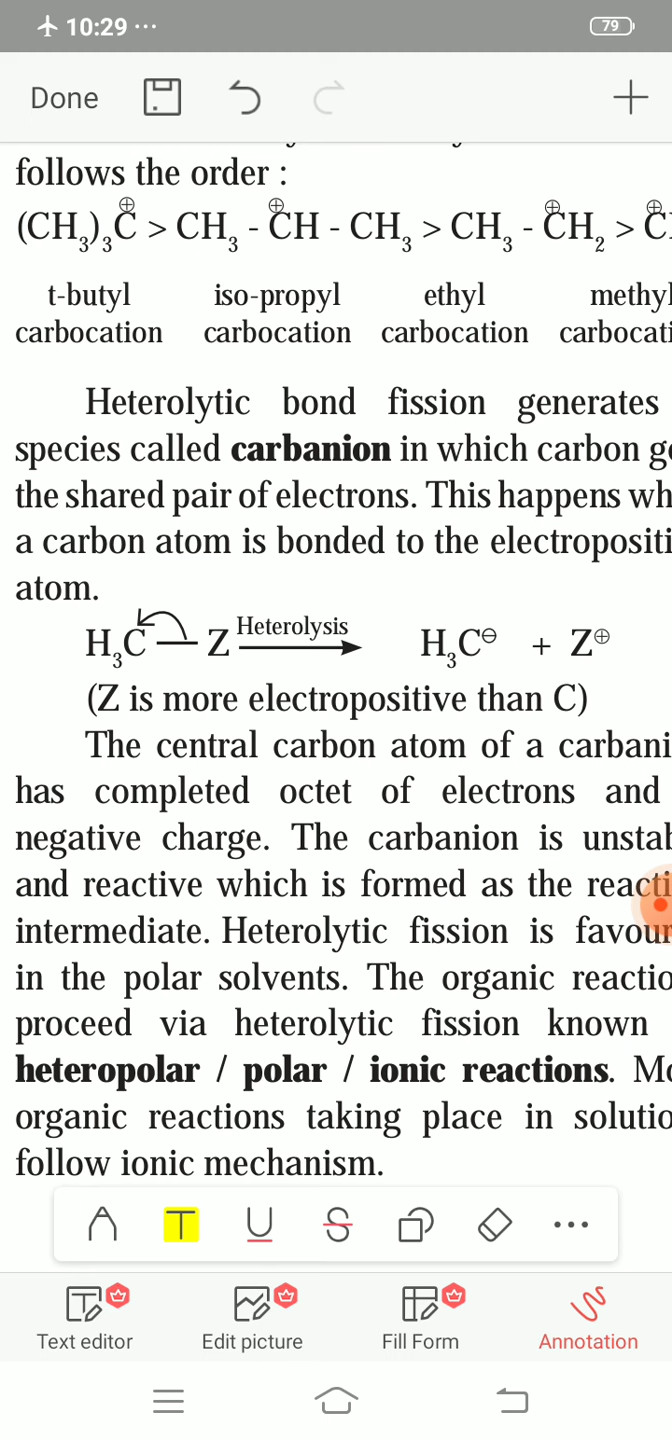 10:29 ...
79
Done
follows the order :
(CH₃)₃C⊕ > CH₃ - C⊕H - CH₃ > CH₃ - C⊕H₂ > C⊕
t-butyl iso-propyl ethyl methyl
carbocation carbocation carbocation carbocati
Heterolytic bond fission generates
species called carbanion in which carbon g
the shared pair of electrons. This happens wh
a carbon atom is bonded to the electropositi
atom.
H₃C — Z Heterolysis → H₃C⊖ + Z⊕
(Z is more electropositive than C)
The central carbon atom of a carbani
has completed octet of electrons and
negative charge. The carbanion is unstab
and reactive which is formed as the reacti
intermediate. Heterolytic fission is favour
in the polar solvents. The organic reactio
proceed via heterolytic fission known
heteropolar / polar / ionic reactions. Mo
organic reactions taking place in solutio
follow ionic mechanism.
T U S ...
Text editor Edit picture Fill Form Annotation